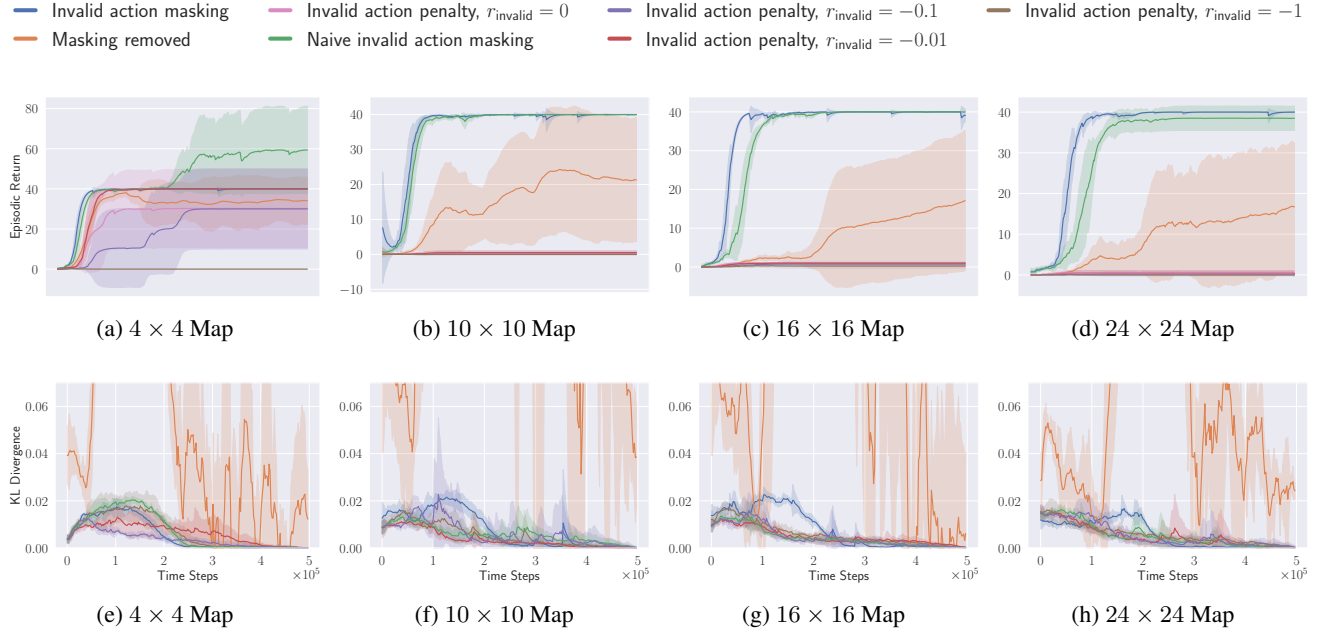 Invalid action masking
Invalid action penalty, r_invalid = 0
Invalid action penalty, r_invalid = −0.1
Invalid action penalty, r_invalid = −1
Masking removed
Naive invalid action masking
Invalid action penalty, r_invalid = −0.01
Episodic Return
80
60
40
20
0
40
30
20
10
0
−10
40
30
20
10
0
40
30
20
10
0
(a) 4 × 4 Map
(b) 10 × 10 Map
(c) 16 × 16 Map
(d) 24 × 24 Map
KL Divergence
0.06
0.04
0.02
0.00
0 1 2 3 4 5
Time Steps
×10^5
0.06
0.04
0.02
0.00
0 1 2 3 4 5
Time Steps
×10^5
0.06
0.04
0.02
0.00
0 1 2 3 4 5
Time Steps
×10^5
0.06
0.04
0.02
0.00
0 1 2 3 4 5
Time Steps
×10^5
(e) 4 × 4 Map
(f) 10 × 10 Map
(g) 16 × 16 Map
(h) 24 × 24 Map